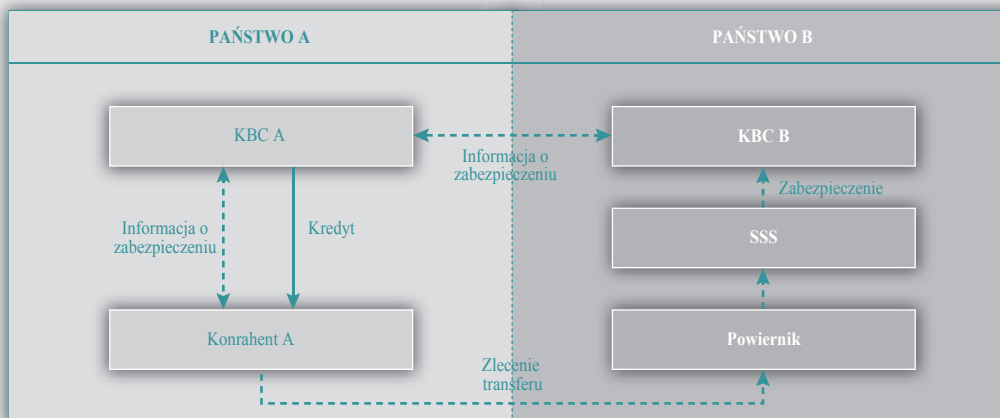 PAŃSTWO A
PAŃSTWO B
KBC A
KBC B
Informacja o
zabezpieczeniu
Zabezpieczenie
Informacja o
zabezpieczeniu
Kredyt
SSS
Konrahent A
Powiernik
Zlecenie
transferu